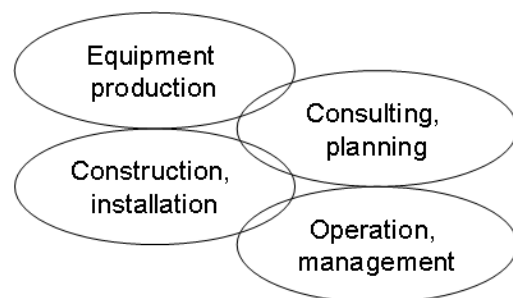 Equipment
production
Consulting,
planning
Construction,
installation
Operation,
management